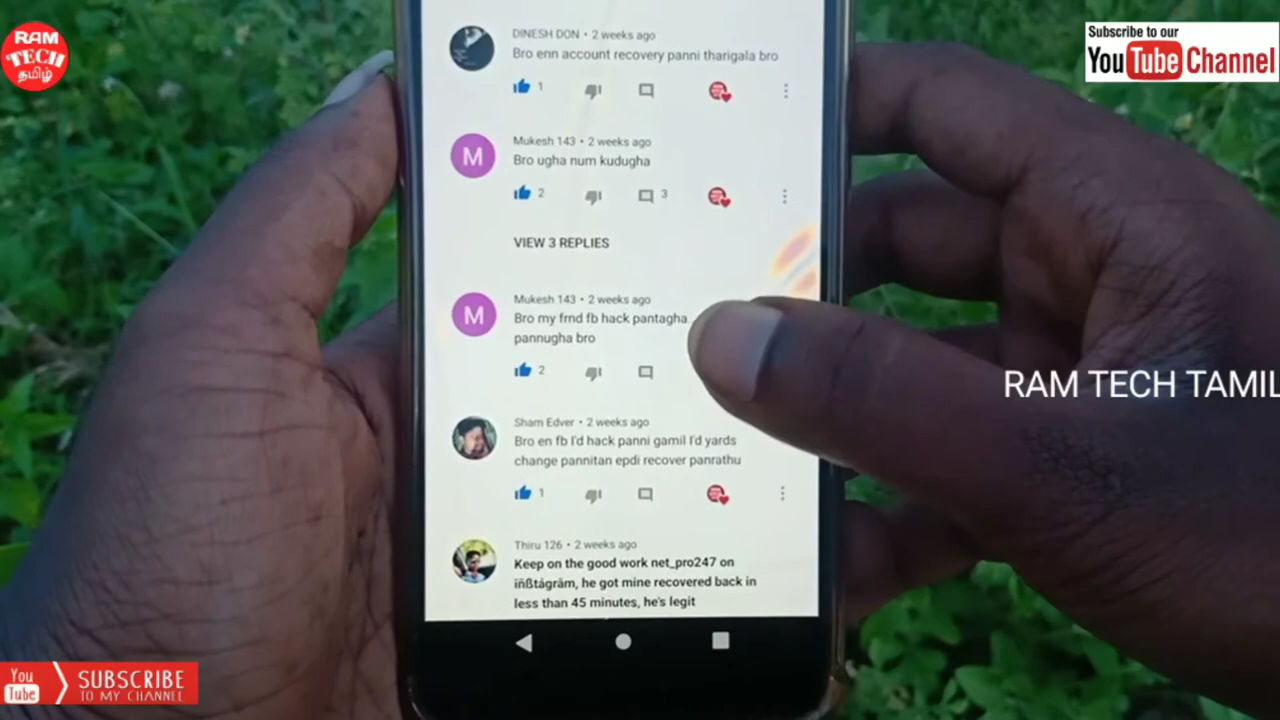 RAM
TECH
தமிழ்
Subscribe to our
YouTube Channel
DINESH DON • 2 weeks ago
Bro enn account recovery panni tharigala bro
1
Mukesh 143 • 2 weeks ago
Bro ugha num kudugha
2
3
VIEW 3 REPLIES
Mukesh 143 • 2 weeks ago
Bro my frnd fb hack pantagha
pannugha bro
2
RAM TECH TAMIL
Sham Edver • 2 weeks ago
Bro en fb I'd hack panni gamil I'd yards
change pannitan epdi recover panrathu
1
Thiru 126 • 2 weeks ago
Keep on the good work net_pro247 on
íñßtágrãm, he got mine recovered back in
less than 45 minutes, he's legit
You
Tube
SUBSCRIBE
TO MY CHANNEL